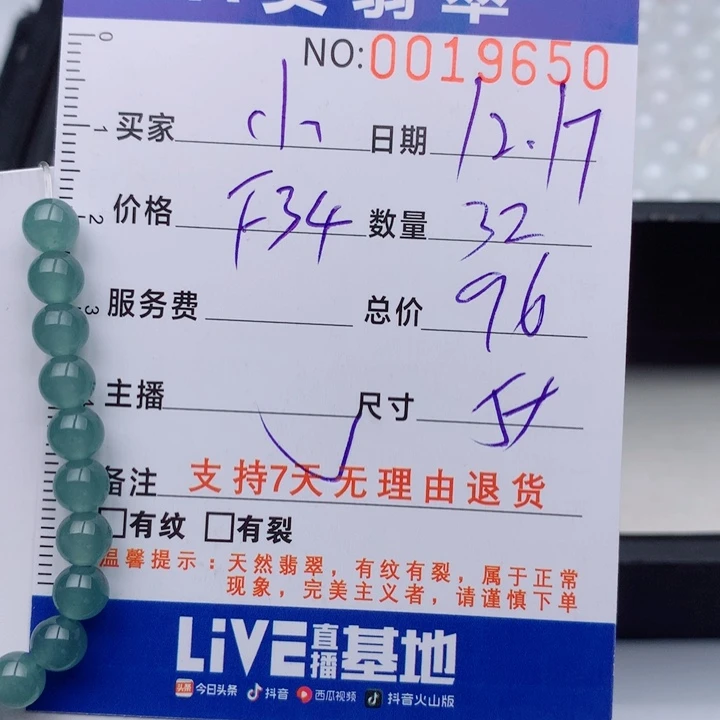 翡翠
NO:0019650
买家 小 日期 12.17
价格 F34 数量 32
服务费 总价 96
主播 尺寸
备注 支持7天无理由退货
□有纹 □有裂
温馨提示：天然翡翠，有纹有裂，属于正常
现象，完美主义者，请谨慎下单
LiVE直播基地
头条 今日头条 抖音 西瓜视频 抖音火山版